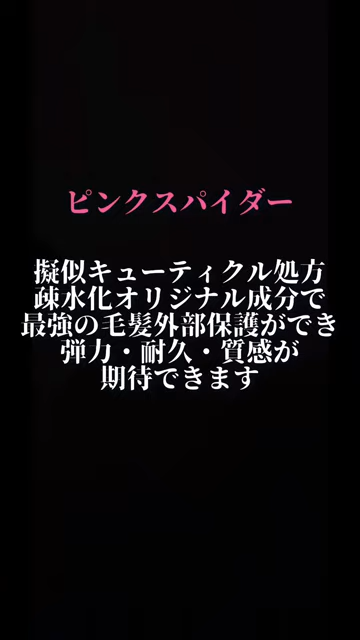 ピンクスパイダー
擬似キューティクル処方
疎水化オリジナル成分で
最強の毛髪外部保護ができ
弾力・耐久・質感が
期待できます